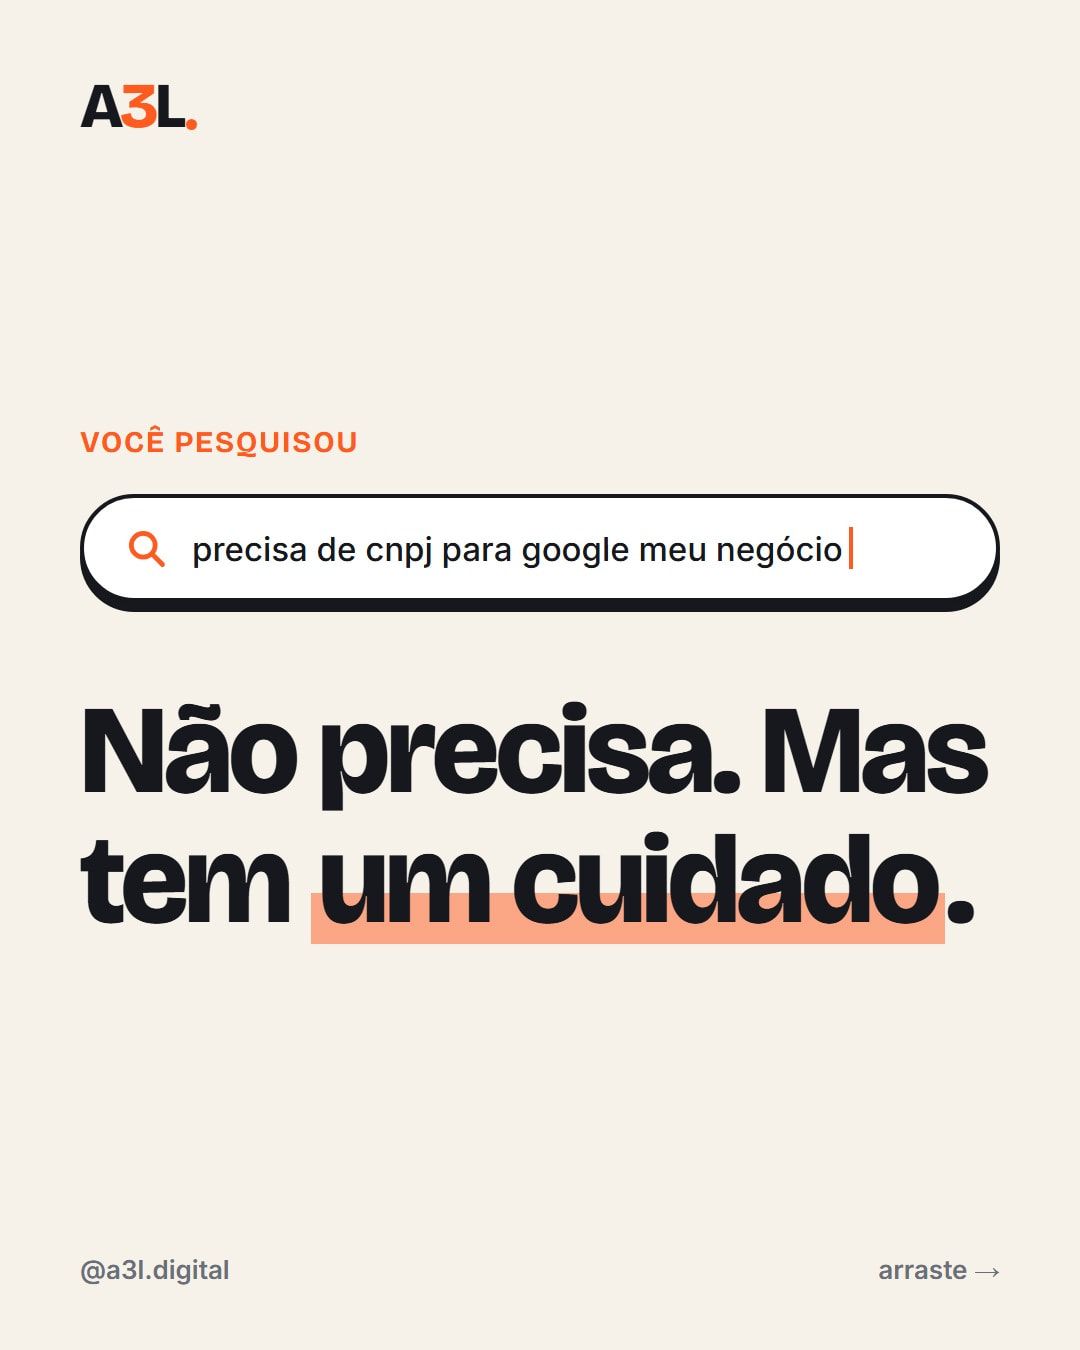 A3L.
VOCÊ PESQUISOU
precisa de cnpj para google meu negócio
Não precisa. Mas
tem um cuidado.
@a3l.digital
arraste →